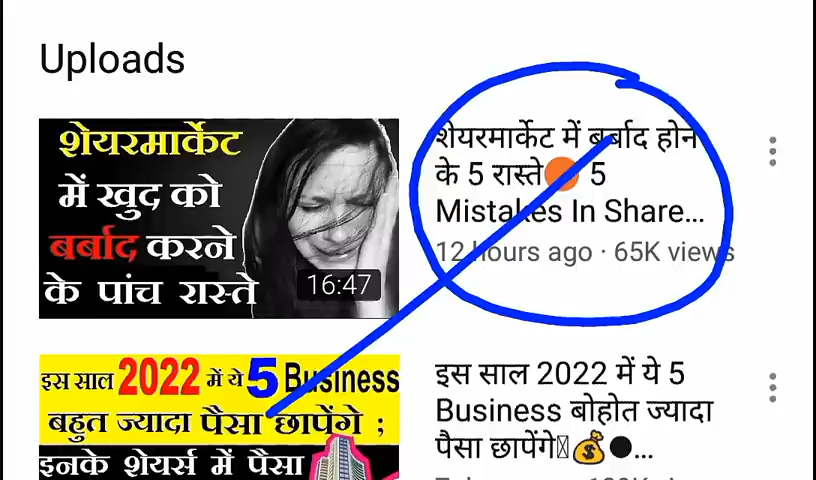 Uploads
शेयरमार्केट
में खुद को
बर्बाद करने
के पांच रास्ते
16:47
शेयरमार्केट में बर्बाद होने
के 5 रास्ते🟠 5
Mistakes In Share...
12 hours ago · 65K views
इस साल 2022 में ये 5 Business
बहुत ज्यादा पैसा छापेंगे ;
इनके शेयर्स में पैसा
इस साल 2022 में ये 5
Business बोहोत ज्यादा
पैसा छापेंगे💰●...